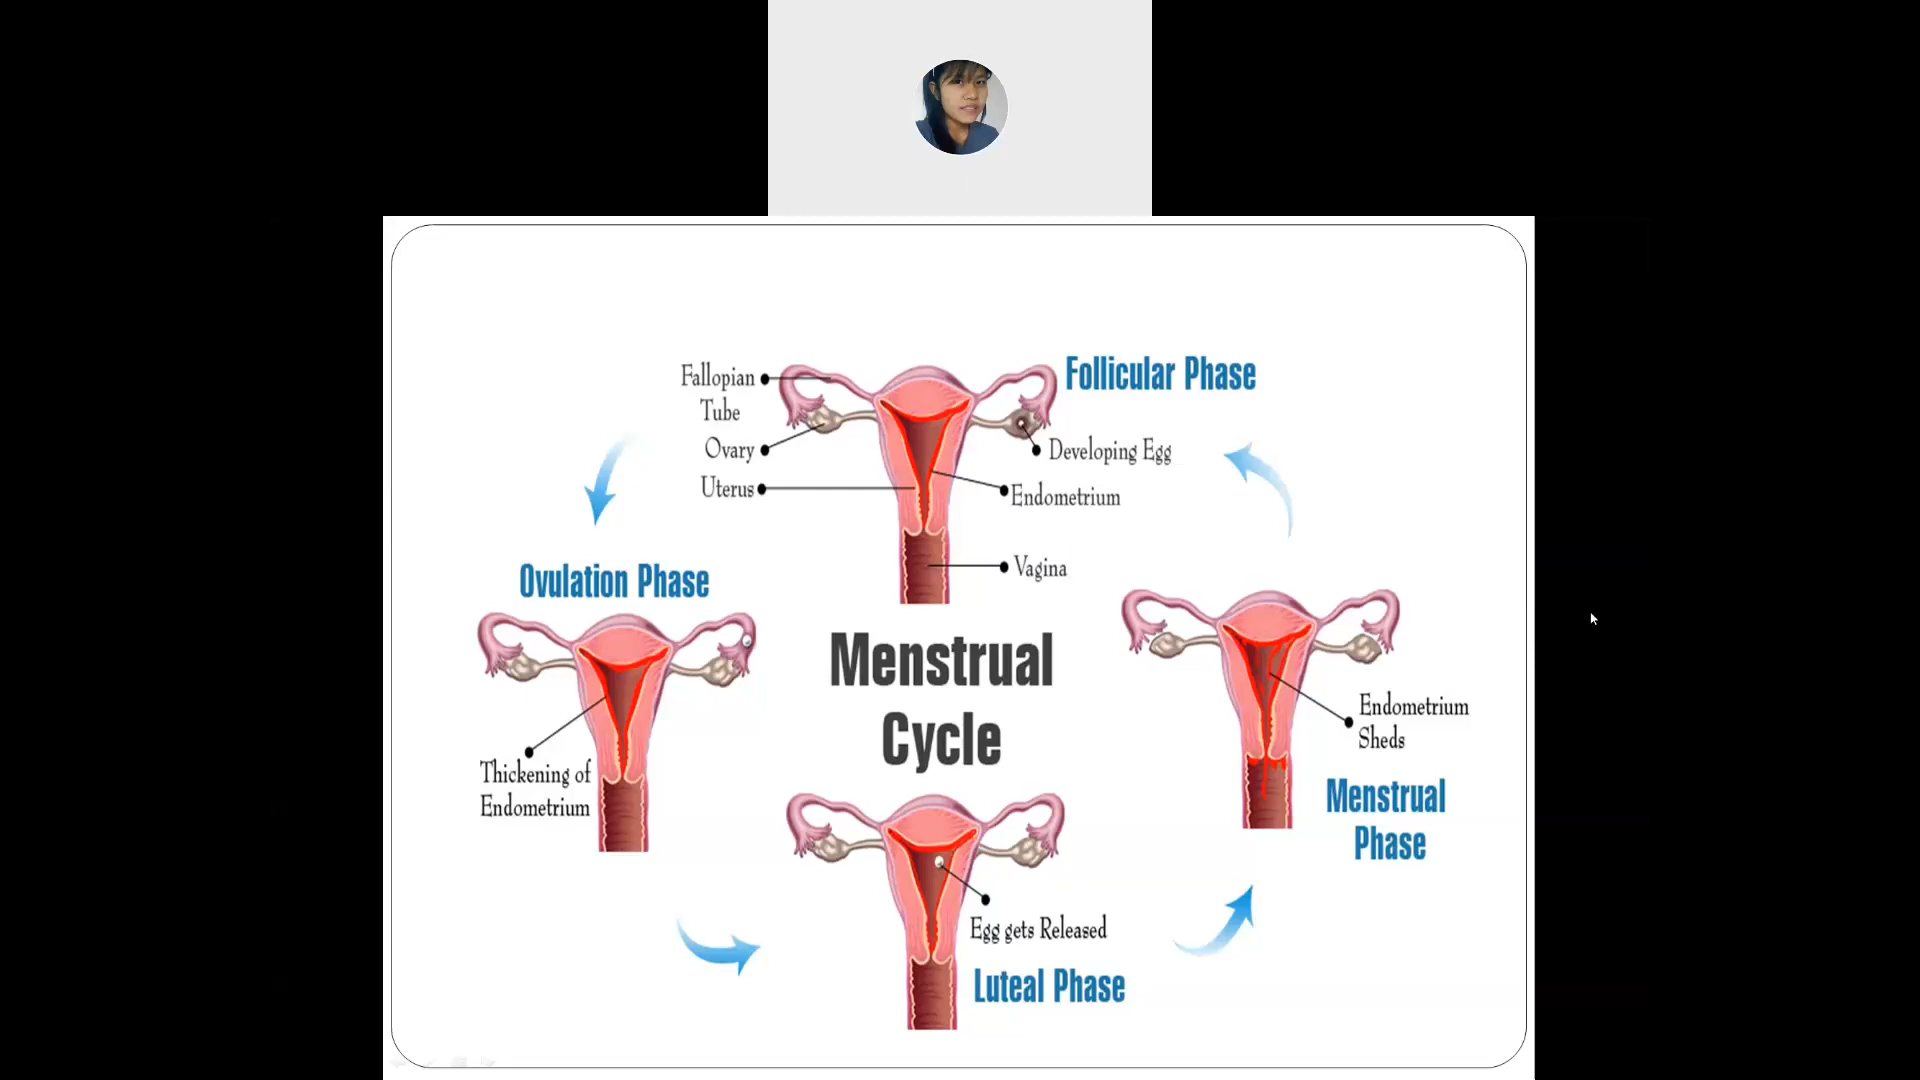 Follicular Phase
Fallopian
Tube
Ovary
Uterus
Developing Egg
Endometrium
Vagina
Ovulation Phase
Thickening of
Endometrium
Menstrual
Cycle
Endometrium
Sheds
Menstrual
Phase
Egg gets Released
Luteal Phase